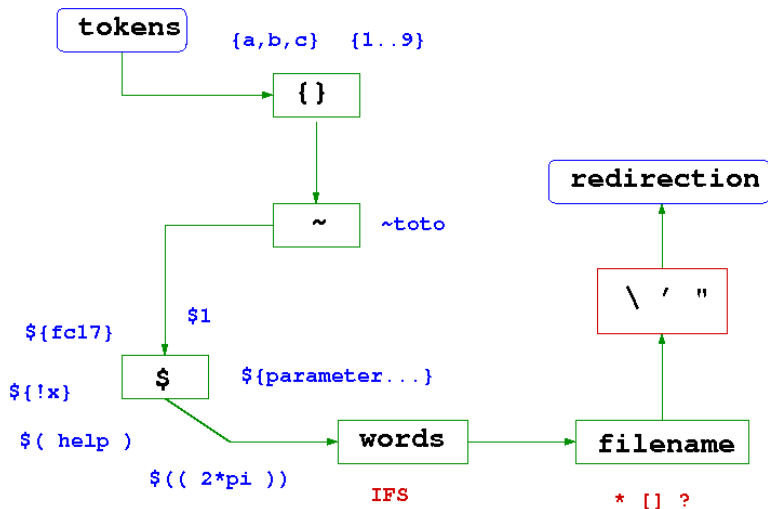 tokens
{a,b,c} {1..9}
{}
redirection
~ ~toto
\ ' "
$1
${fc17}
$ ${parameter...}
${!x}
$( help ) words filename
$(( 2*pi ))
IFS * [] ?